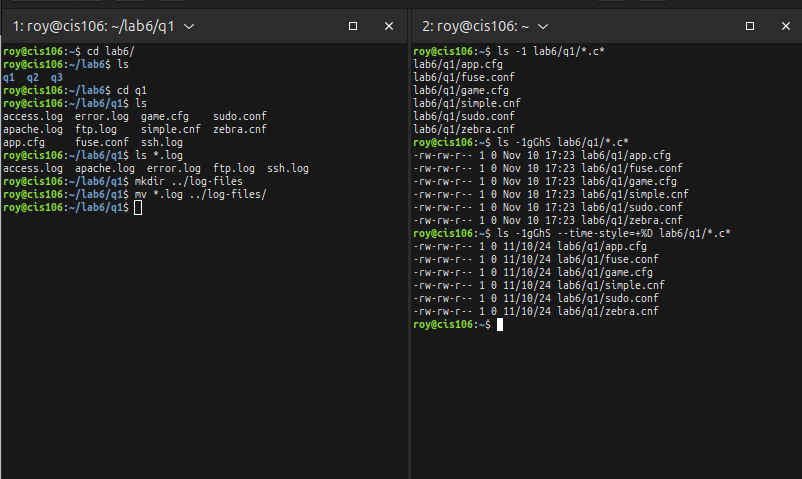 1: roy@cis106: ~/lab6/q1
roy@cis106:~$ cd lab6/
roy@cis106:~/lab6$ ls
q1  q2  q3
roy@cis106:~/lab6$ cd q1
roy@cis106:~/lab6/q1$ ls
access.log  error.log  game.cfg    sudo.conf
apache.log  ftp.log    simple.cnf  zebra.cnf
app.cfg     fuse.conf  ssh.log
roy@cis106:~/lab6/q1$ ls *.log
access.log  apache.log  error.log  ftp.log  ssh.log
roy@cis106:~/lab6/q1$ mkdir ../log-files
roy@cis106:~/lab6/q1$ mv *.log ../log-files/
roy@cis106:~/lab6/q1$
2: roy@cis106: ~
roy@cis106:~$ ls -1 lab6/q1/*.c*
lab6/q1/app.cfg
lab6/q1/fuse.conf
lab6/q1/game.cfg
lab6/q1/simple.cnf
lab6/q1/sudo.conf
lab6/q1/zebra.cnf
roy@cis106:~$ ls -1gGhS lab6/q1/*.c*
-rw-rw-r-- 1 0 Nov 10 17:23 lab6/q1/app.cfg
-rw-rw-r-- 1 0 Nov 10 17:23 lab6/q1/fuse.conf
-rw-rw-r-- 1 0 Nov 10 17:23 lab6/q1/game.cfg
-rw-rw-r-- 1 0 Nov 10 17:23 lab6/q1/simple.cnf
-rw-rw-r-- 1 0 Nov 10 17:23 lab6/q1/sudo.conf
-rw-rw-r-- 1 0 Nov 10 17:23 lab6/q1/zebra.cnf
roy@cis106:~$ ls -1gGhS --time-style=+%D lab6/q1/*.c*
-rw-rw-r-- 1 0 11/10/24 lab6/q1/app.cfg
-rw-rw-r-- 1 0 11/10/24 lab6/q1/fuse.conf
-rw-rw-r-- 1 0 11/10/24 lab6/q1/game.cfg
-rw-rw-r-- 1 0 11/10/24 lab6/q1/simple.cnf
-rw-rw-r-- 1 0 11/10/24 lab6/q1/sudo.conf
-rw-rw-r-- 1 0 11/10/24 lab6/q1/zebra.cnf
roy@cis106:~$